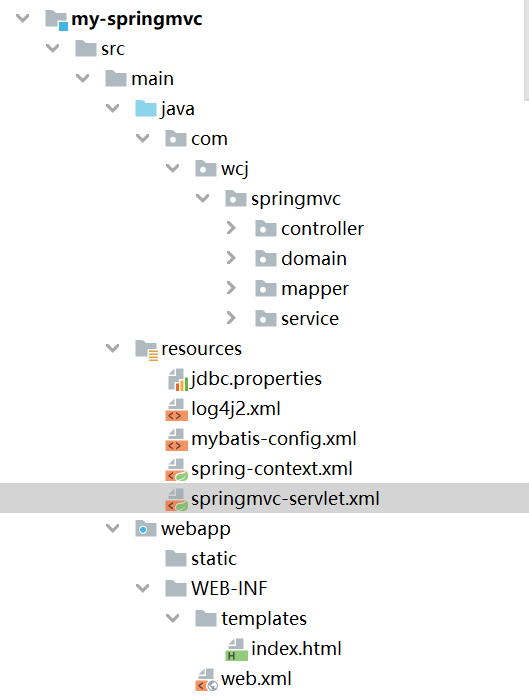 my-springmvc
src
main
java
com
wcj
springmvc
controller
domain
mapper
service
resources
jdbc.properties
log4j2.xml
mybatis-config.xml
spring-context.xml
springmvc-servlet.xml
webapp
static
WEB-INF
templates
index.html
web.xml